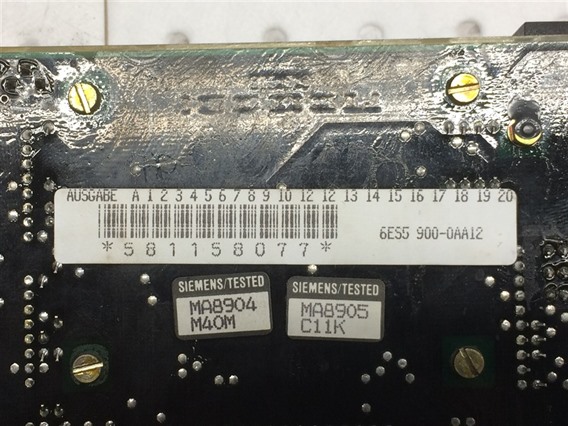 AUSGABE A 1 2 3 4 5 6 7 8 9 10 12 12 13 14 15 16 17 18 19 20
*581158077*
6ES5 900-0AA12
SIEMENS/TESTED
MA8904
M40M
SIEMENS/TESTED
MA8905
C11K